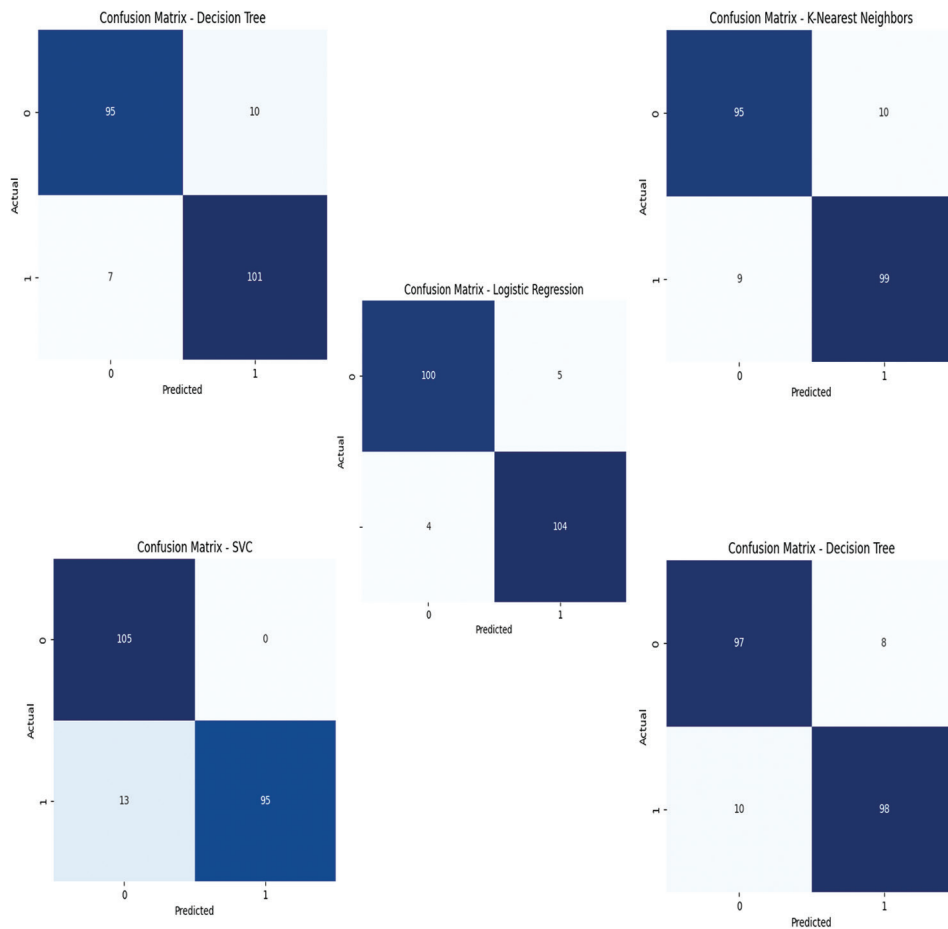 Confusion Matrix - Decision Tree
0
95
10
Actual
1
7
101
0
1
Predicted
Confusion Matrix - K-Nearest Neighbors
0
95
10
Actual
1
9
99
0
1
Predicted
Confusion Matrix - Logistic Regression
0
100
5
Actual
4
104
0
1
Predicted
Confusion Matrix - SVC
0
105
0
Actual
1
13
95
0
1
Predicted
Confusion Matrix - Decision Tree
0
97
8
Actual
1
10
98
0
1
Predicted